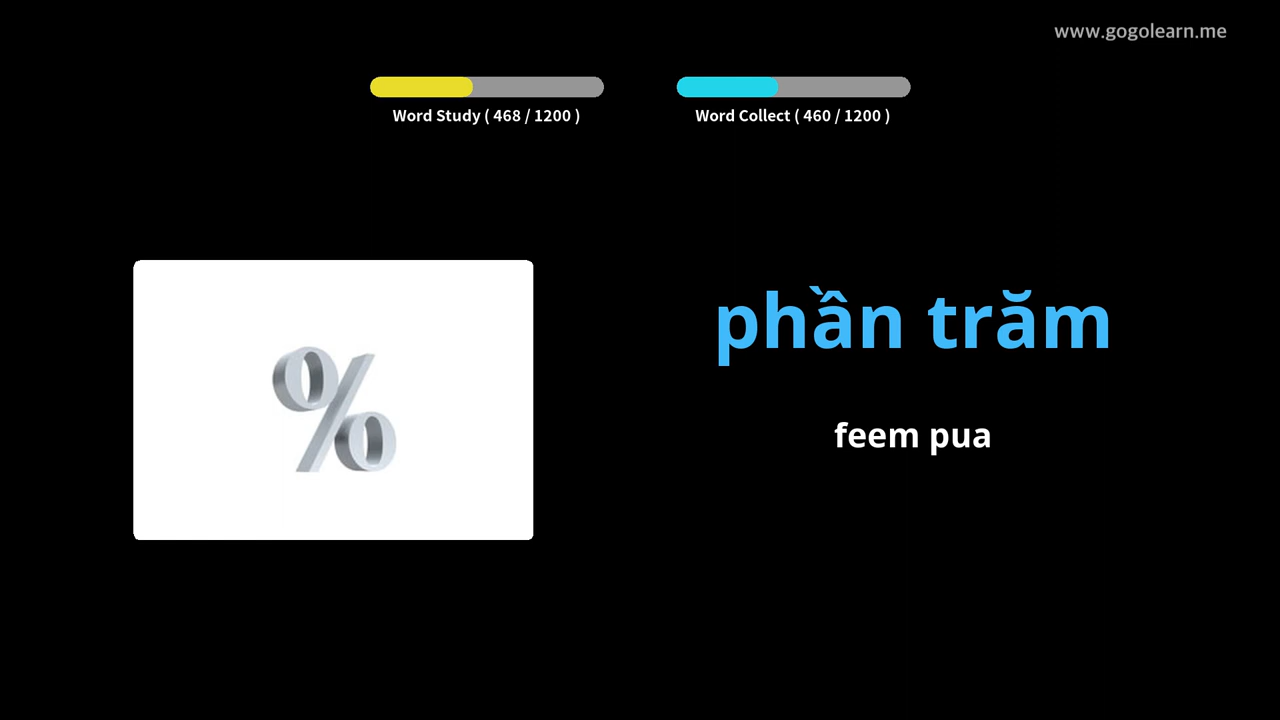 www.gogolearn.me
Word Study ( 468 / 1200 )
Word Collect ( 460 / 1200 )
%
phần trăm
feem pua